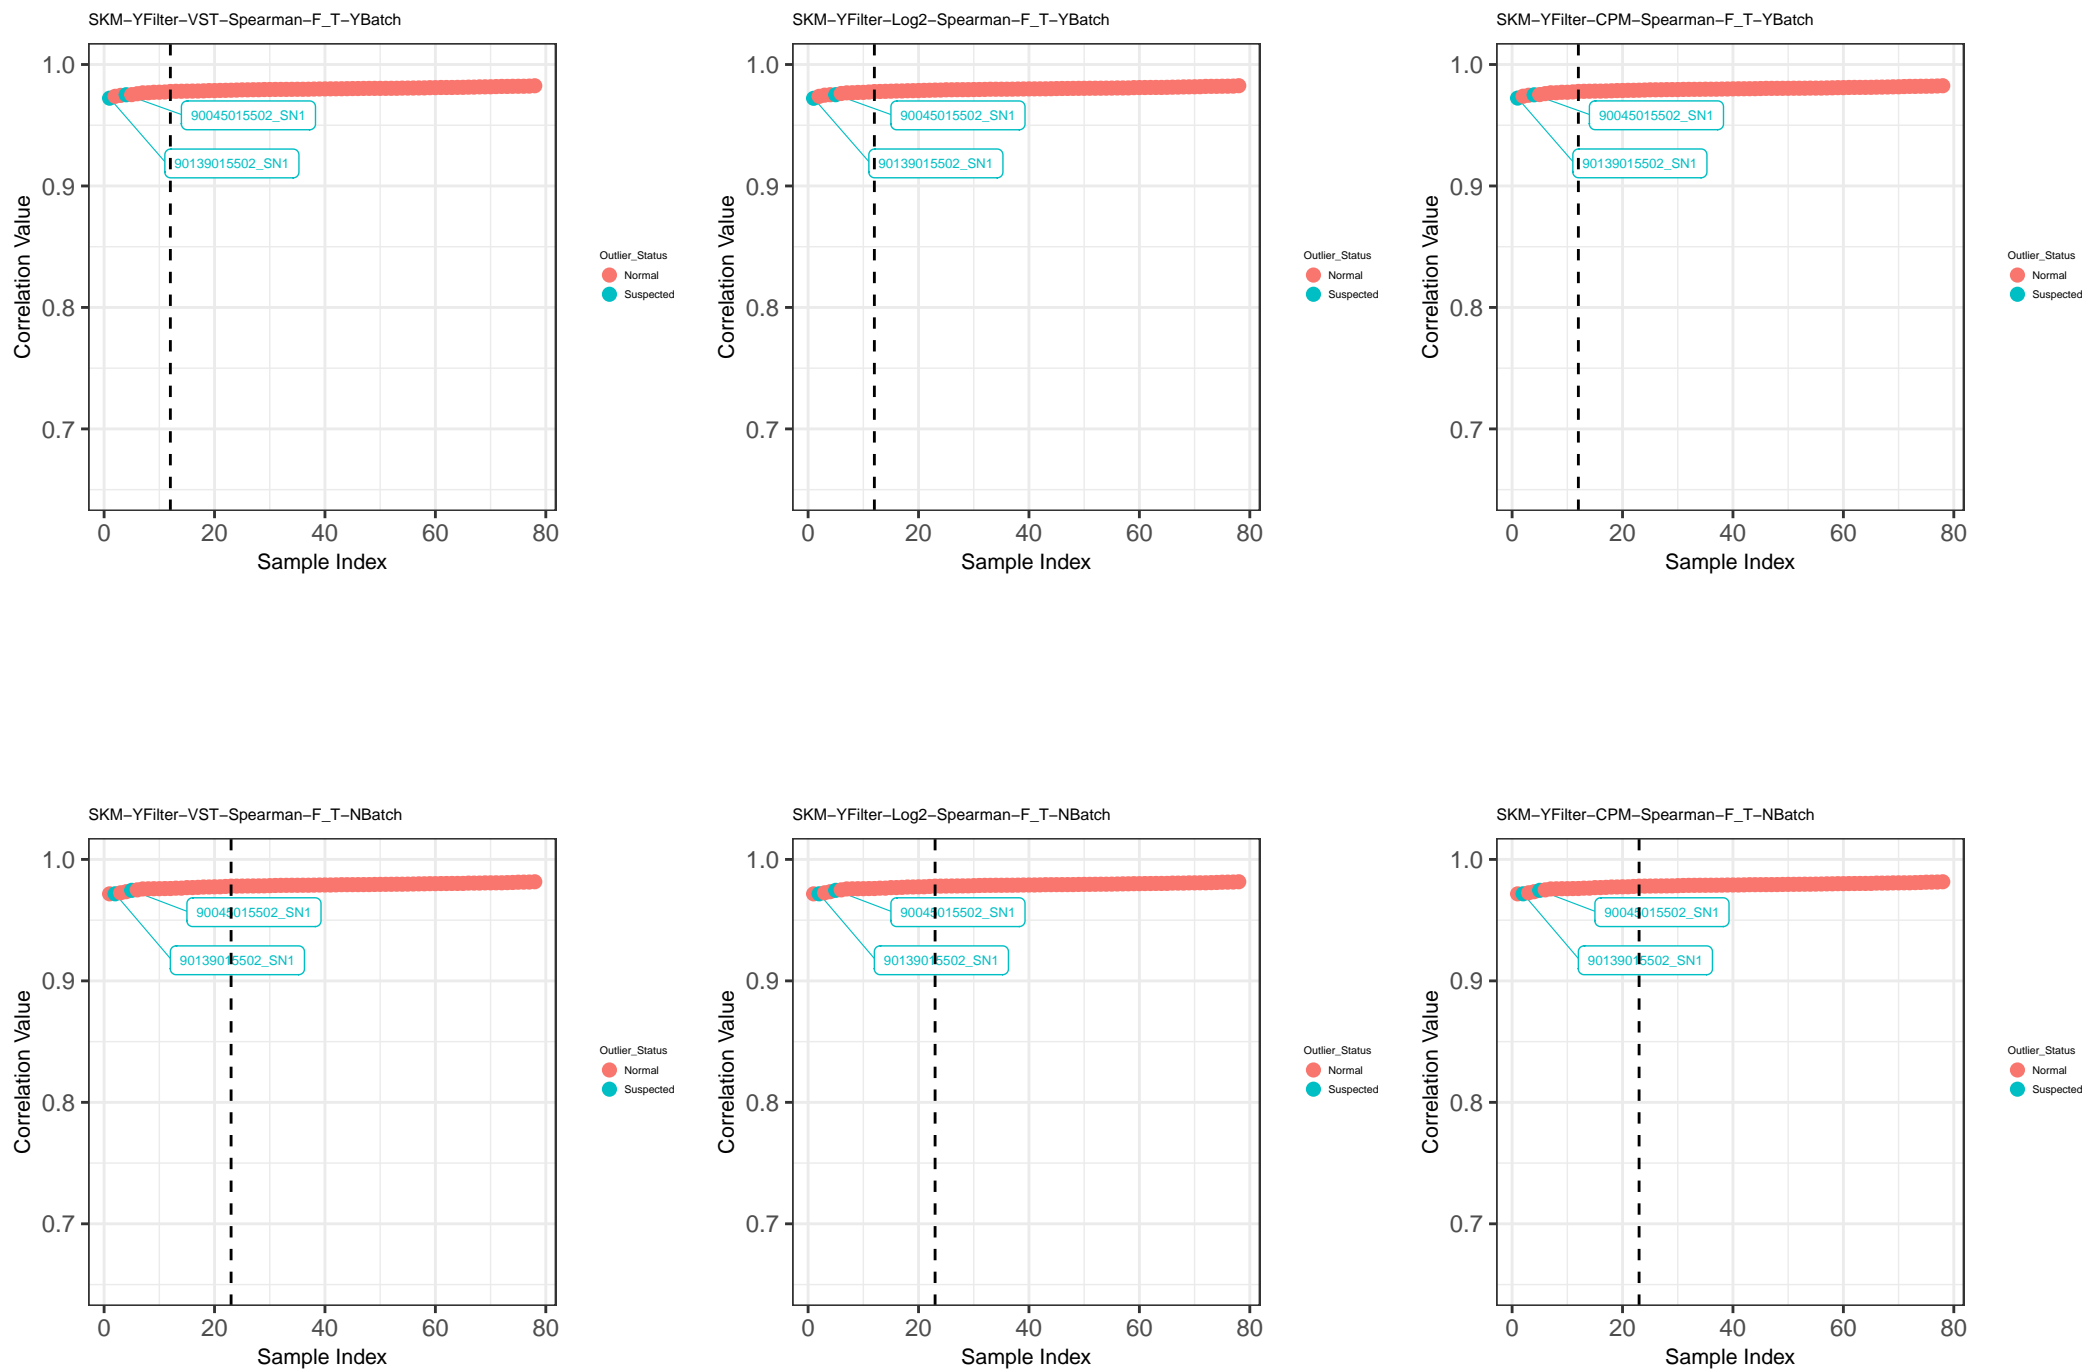 SKM−YFilter−VST−Spearman−F_T−YBatch
1.0
0.9
0.8
0.7
Correlation Value
90045015502_SN1
90139015502_SN1
0 20 40 60 80
Sample Index
Outlier_Status
Normal
Suspected
SKM−YFilter−Log2−Spearman−F_T−YBatch
1.0
0.9
0.8
0.7
Correlation Value
90045015502_SN1
90139015502_SN1
0 20 40 60 80
Sample Index
Outlier_Status
Normal
Suspected
SKM−YFilter−CPM−Spearman−F_T−YBatch
1.0
0.9
0.8
0.7
Correlation Value
90045015502_SN1
90139015502_SN1
0 20 40 60 80
Sample Index
Outlier_Status
Normal
Suspected
SKM−YFilter−VST−Spearman−F_T−NBatch
1.0
0.9
0.8
0.7
Correlation Value
90045015502_SN1
90139015502_SN1
0 20 40 60 80
Sample Index
Outlier_Status
Normal
Suspected
SKM−YFilter−Log2−Spearman−F_T−NBatch
1.0
0.9
0.8
0.7
Correlation Value
90045015502_SN1
90139015502_SN1
0 20 40 60 80
Sample Index
Outlier_Status
Normal
Suspected
SKM−YFilter−CPM−Spearman−F_T−NBatch
1.0
0.9
0.8
0.7
Correlation Value
90045015502_SN1
90139015502_SN1
0 20 40 60 80
Sample Index
Outlier_Status
Normal
Suspected